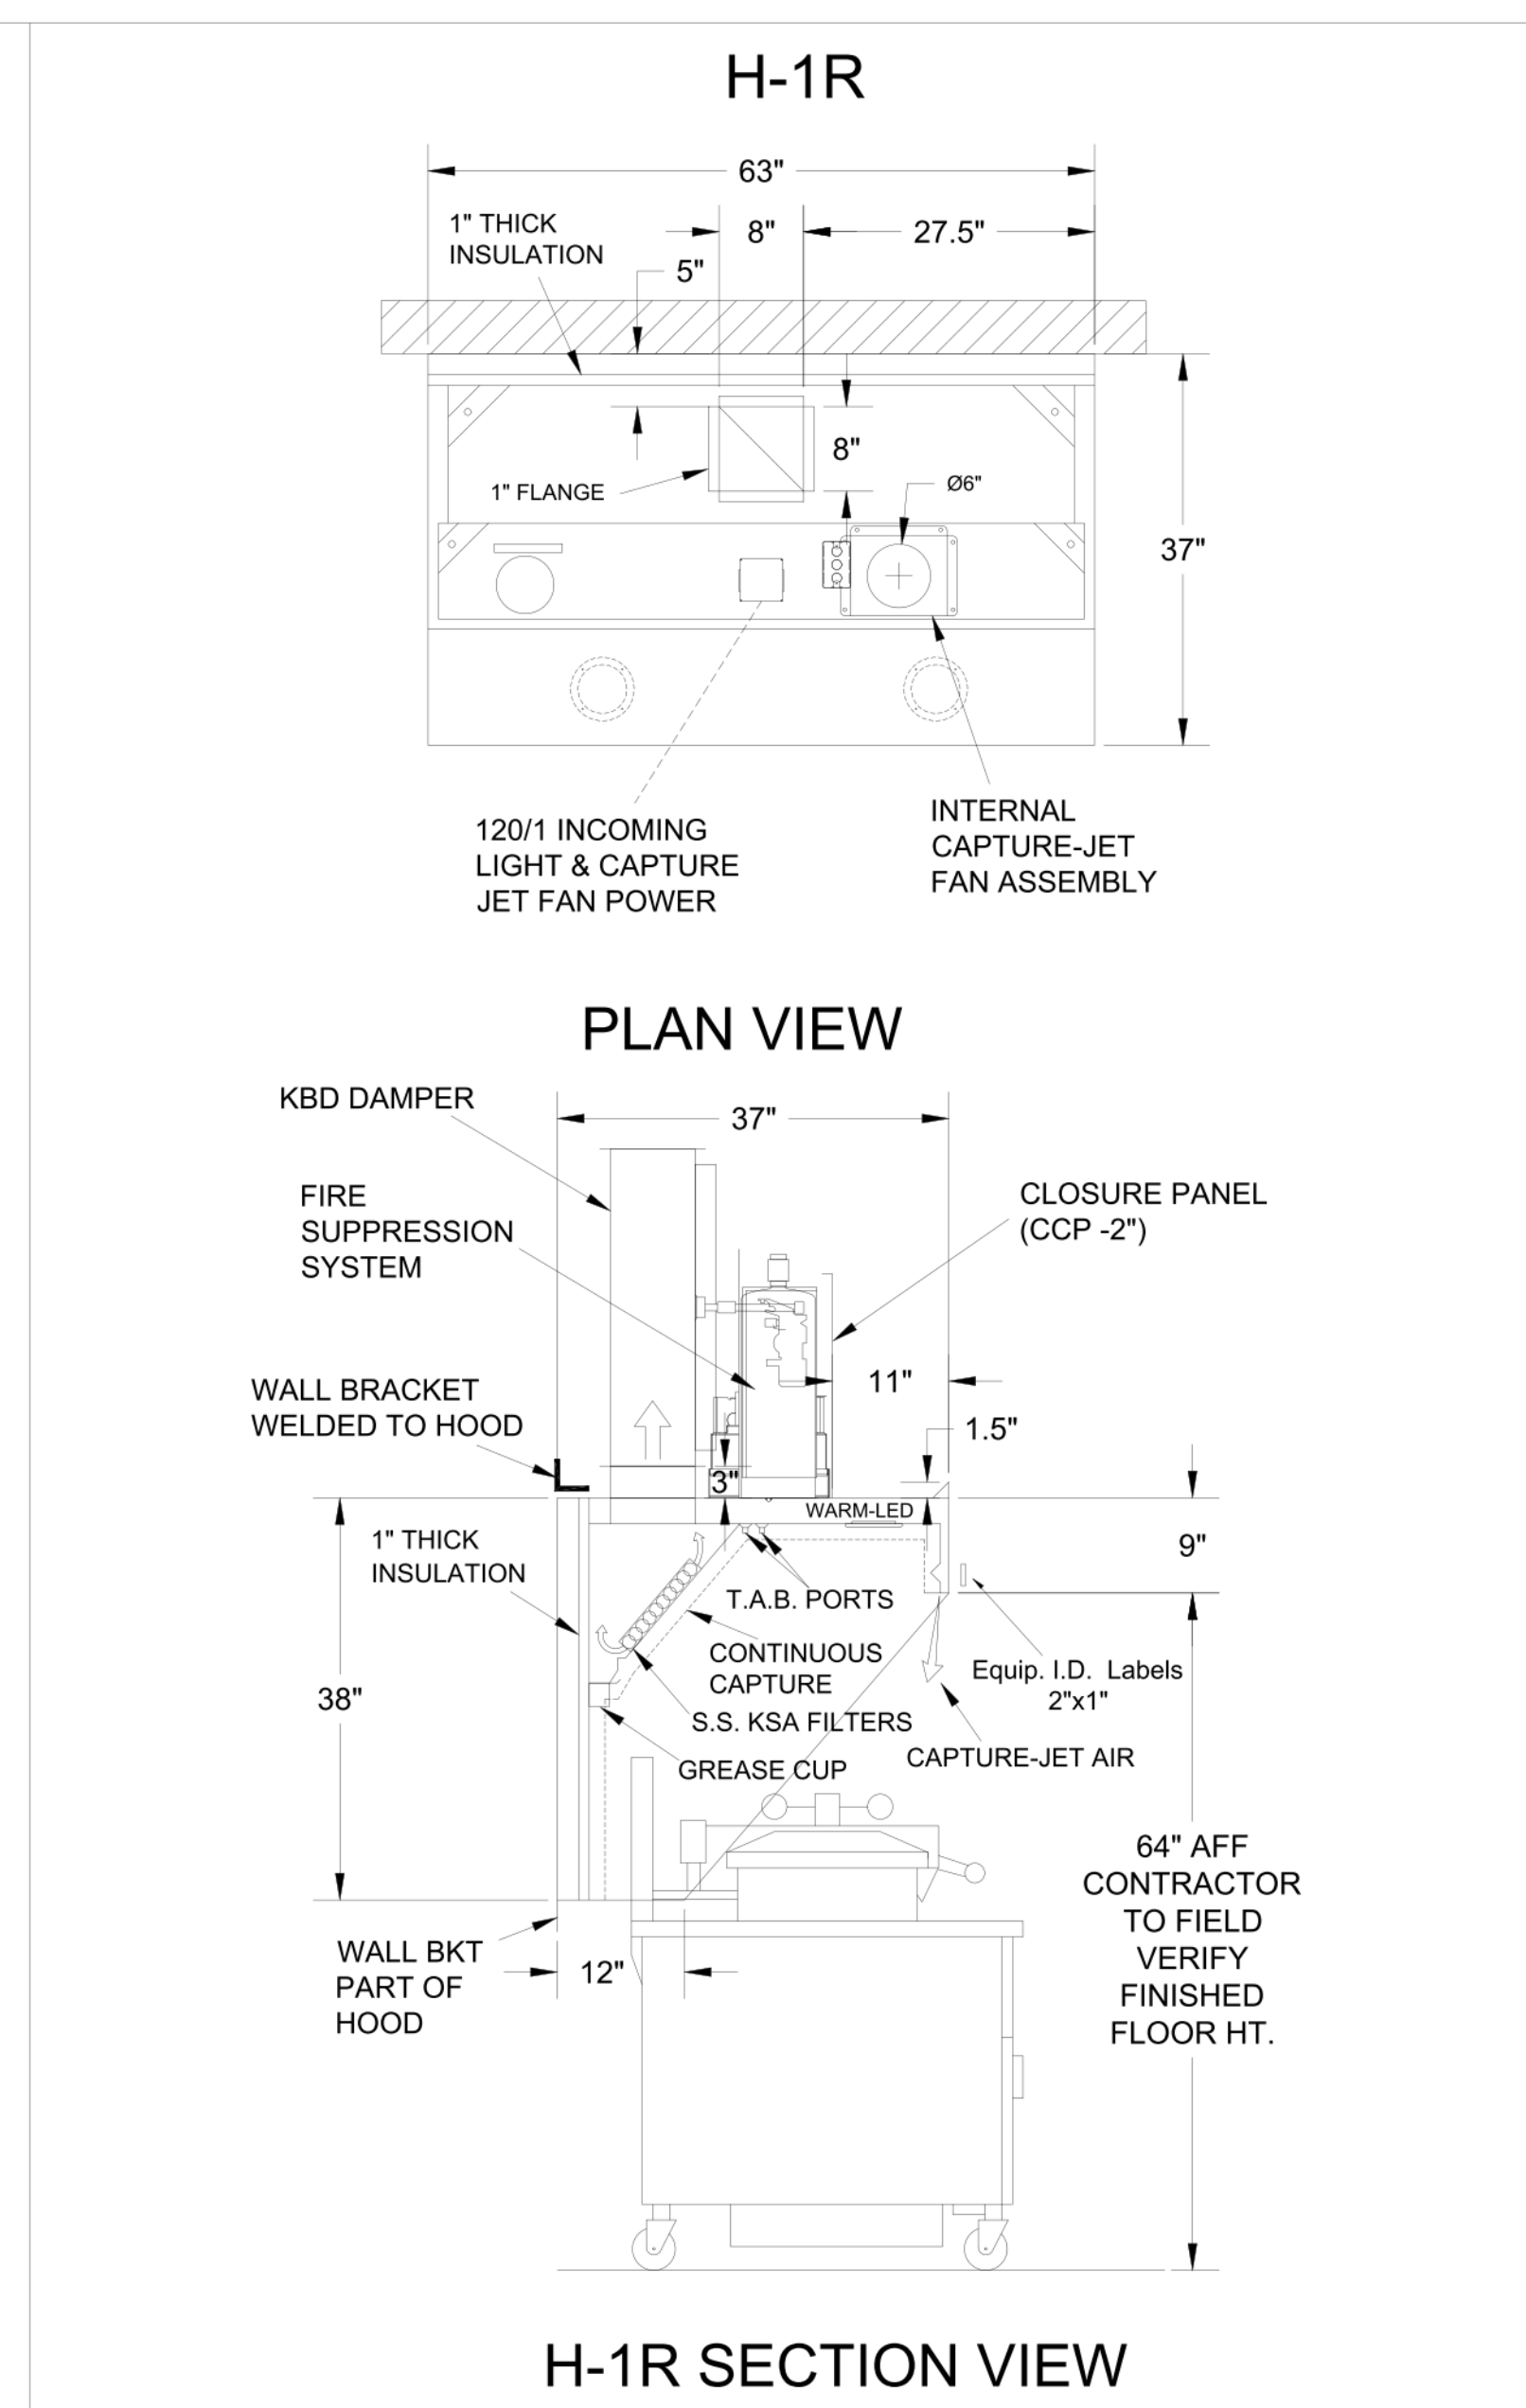 H-1R
63"
1" THICK
INSULATION
8"
27.5"
5"
8"
1" FLANGE
Ø6"
37"
120/1 INCOMING
LIGHT & CAPTURE
JET FAN POWER
INTERNAL
CAPTURE-JET
FAN ASSEMBLY
PLAN VIEW
KBD DAMPER
37"
FIRE
SUPPRESSION
SYSTEM
CLOSURE PANEL
(CCP -2")
WALL BRACKET
WELDED TO HOOD
11"
1.5"
3"
WARM-LED
1" THICK
INSULATION
9"
T.A.B. PORTS
CONTINUOUS
CAPTURE
Equip. I.D. Labels
2"x1"
38"
S.S. KSA FILTERS
CAPTURE-JET AIR
GREASE CUP
64" AFF
CONTRACTOR
TO FIELD
VERIFY
FINISHED
FLOOR HT.
WALL BKT
PART OF
HOOD
12"
H-1R SECTION VIEW